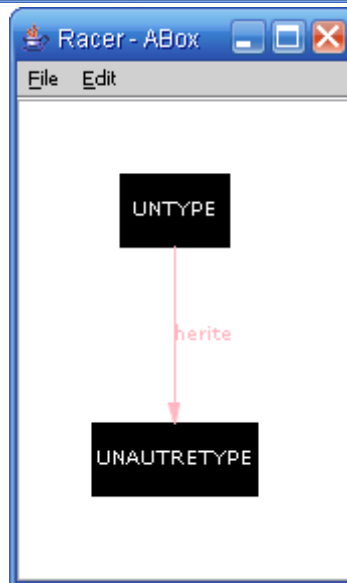 Racer - ABox
File Edit
UNTYPE
herite
UNAUTRETYPE